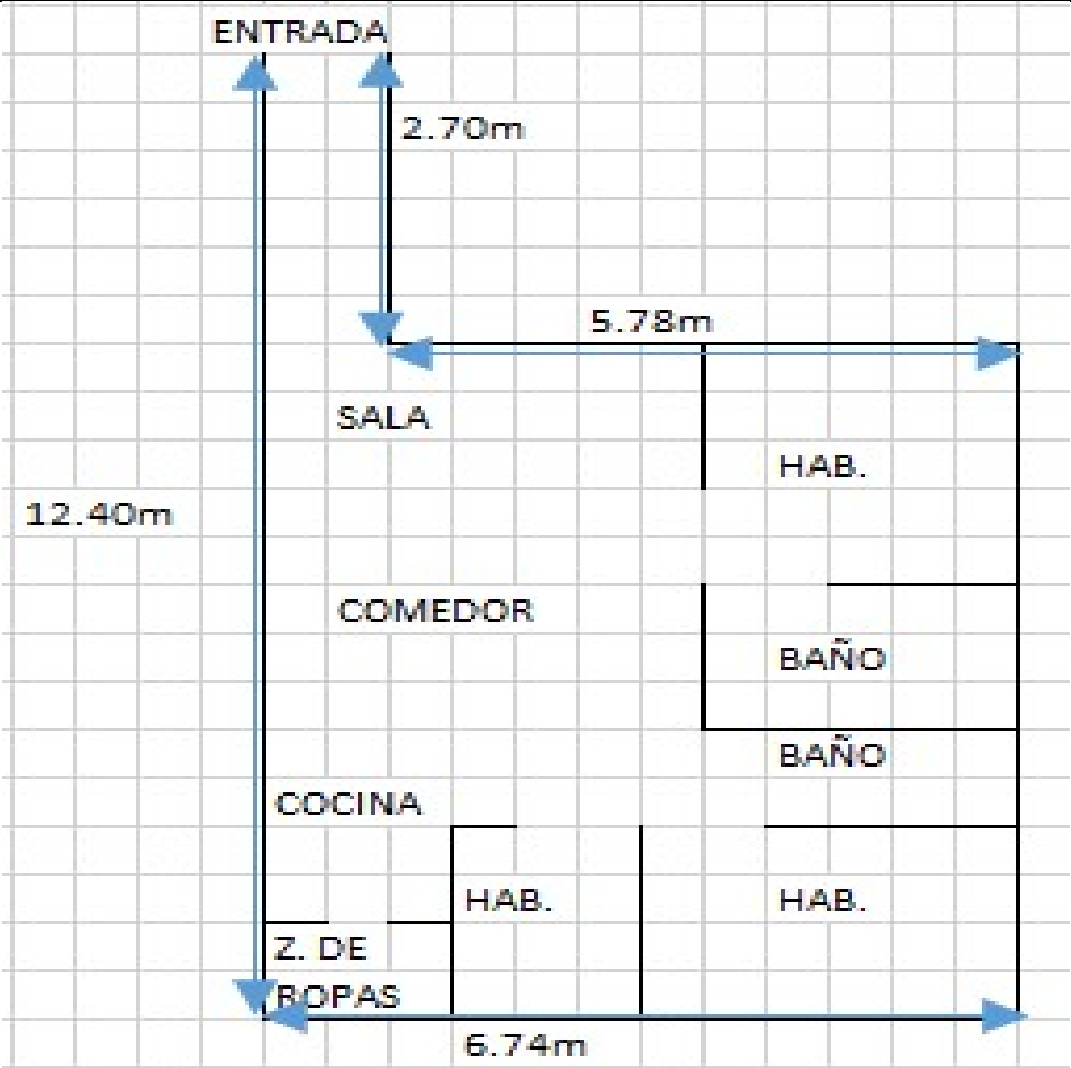 ENTRADA
2.70m
5.78m
SALA
HAB.
12.40m
COMEDOR
BAÑO
BAÑO
COCINA
HAB.
HAB.
Z. DE
ROPAS
6.74m